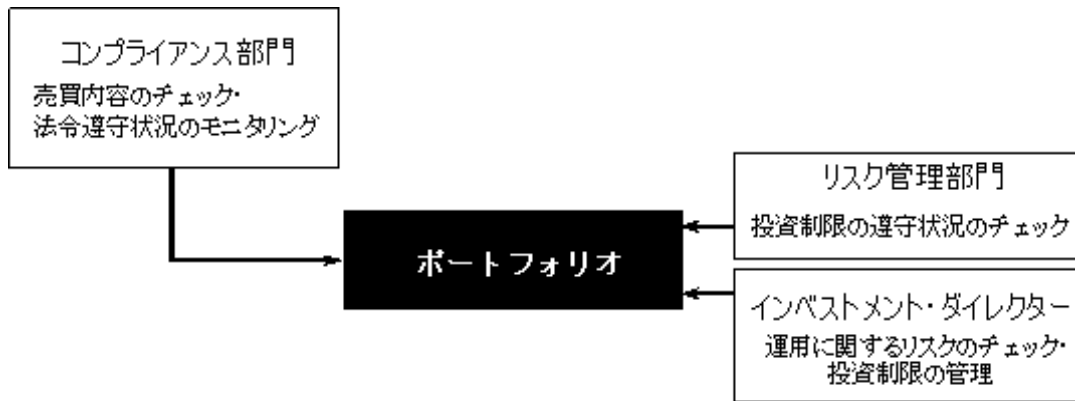 コンプライアンス部門
売買内容のチェック・
法令遵守状況のモニタリング
リスク管理部門
投資制限の遵守状況のチェック
ポートフォリオ
インベストメント・ダイレクター
運用に関するリスクのチェック・
投資制限の管理